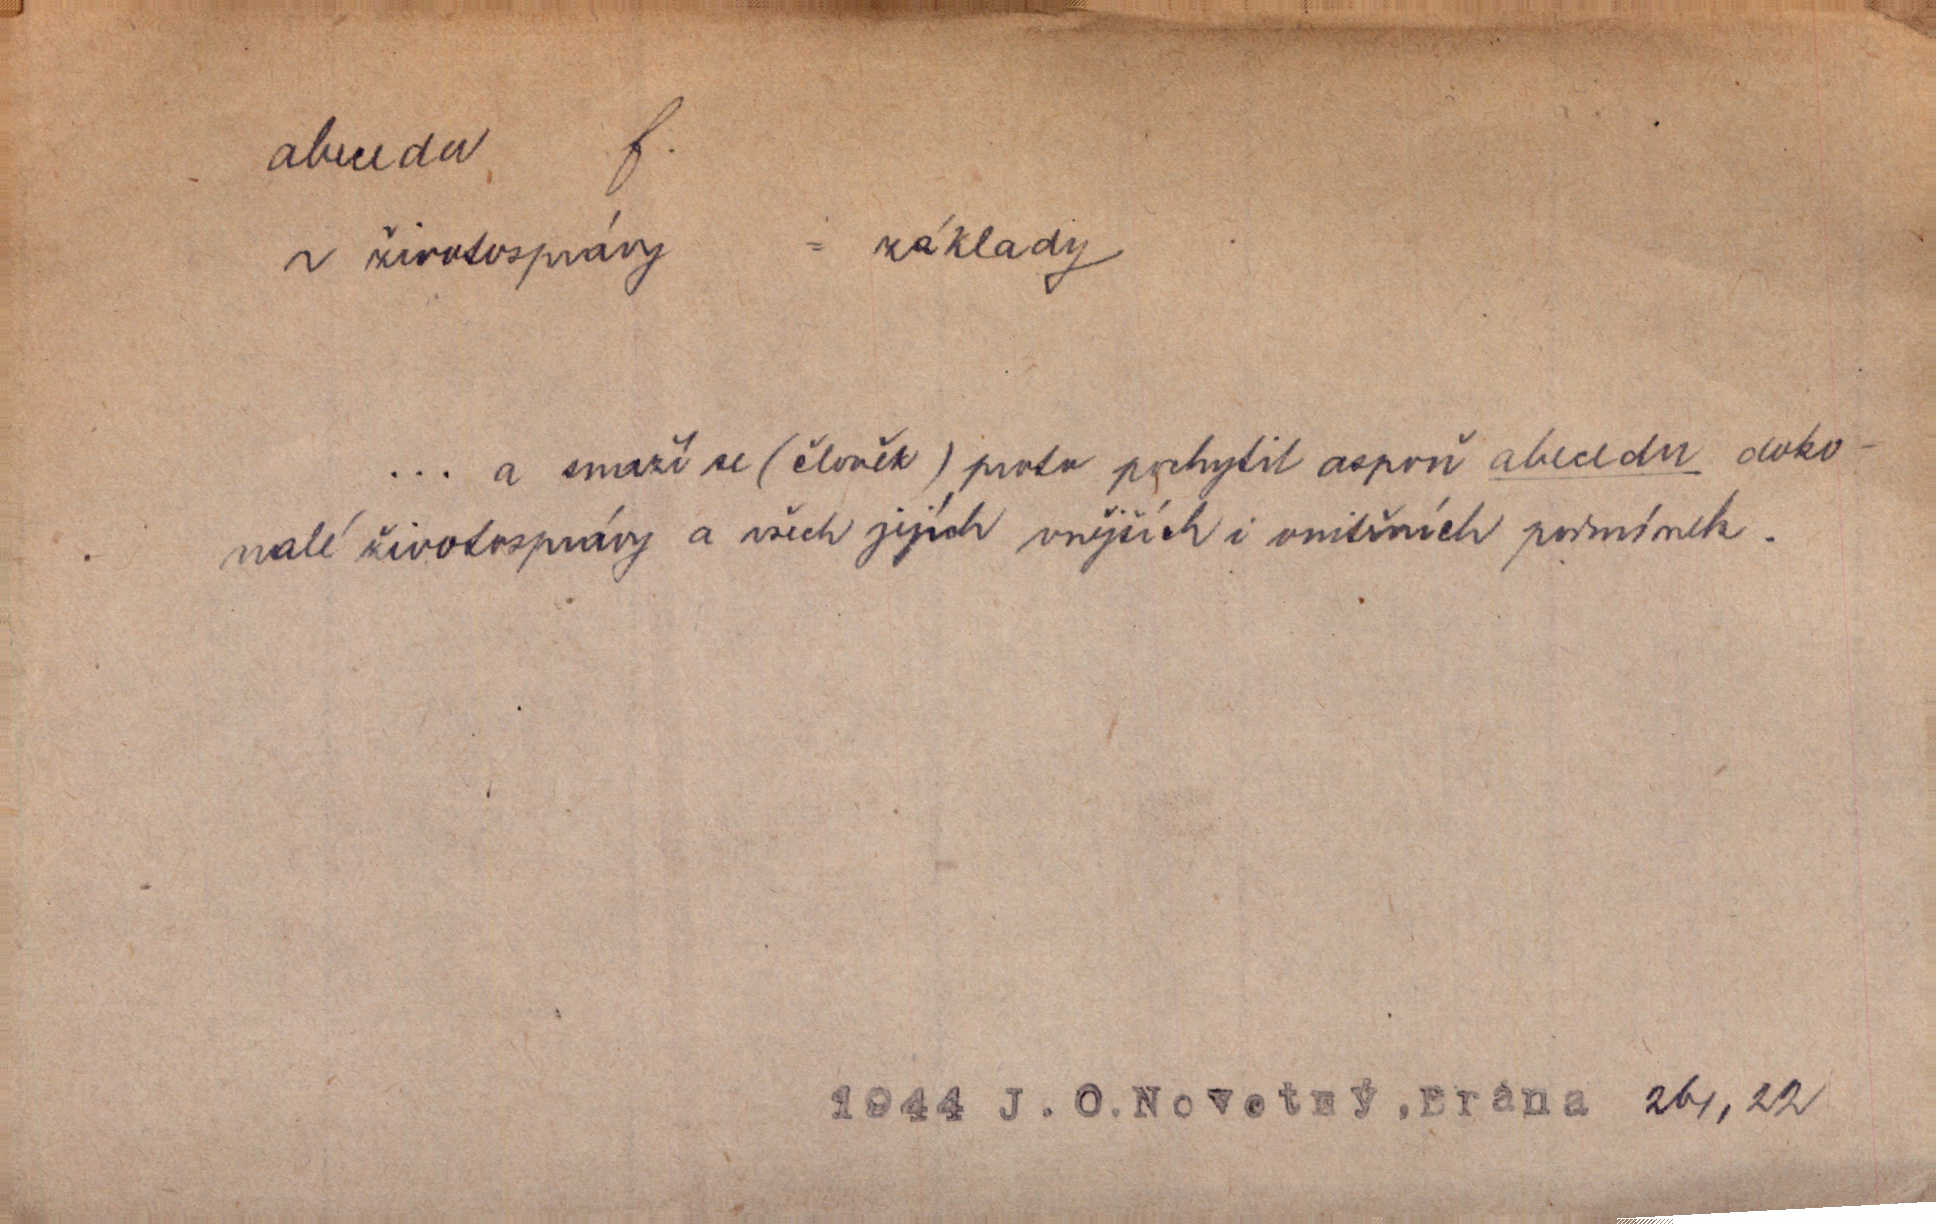 abeceda f.
~ životosprávy = základy
... a snaží se (člověk) proto pochytit aspoň abecedu doko-
nalé životosprávy a všech jejích vnějších i vnitřních podmínek.
1944 J.O.Novotný,Brána 261,22